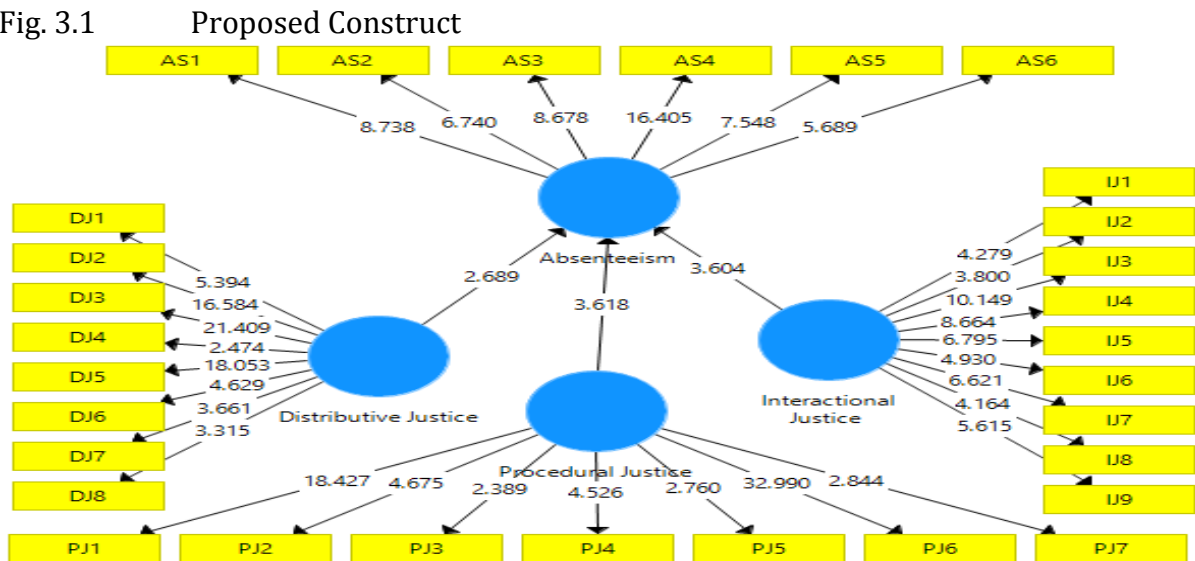 Fig. 3.1 Proposed Construct
AS1 AS2 AS3 AS4 AS5 AS6
8.738 6.740 8.678 16.405 7.548 5.689
Absenteeism
2.689 3.618 3.604
DJ1
DJ2
DJ3
DJ4
DJ5
DJ6
DJ7
DJ8
5.394
16.584
21.409
2.474
18.053
4.629
3.661
3.315
Distributive Justice
IJ1
IJ2
IJ3
IJ4
IJ5
IJ6
IJ7
IJ8
IJ9
4.279
3.800
10.149
8.664
6.795
4.930
6.621
4.164
5.615
Interactional
Justice
Procedural Justice
18.427 4.675 2.389 4.526 2.760 32.990 2.844
PJ1 PJ2 PJ3 PJ4 PJ5 PJ6 PJ7